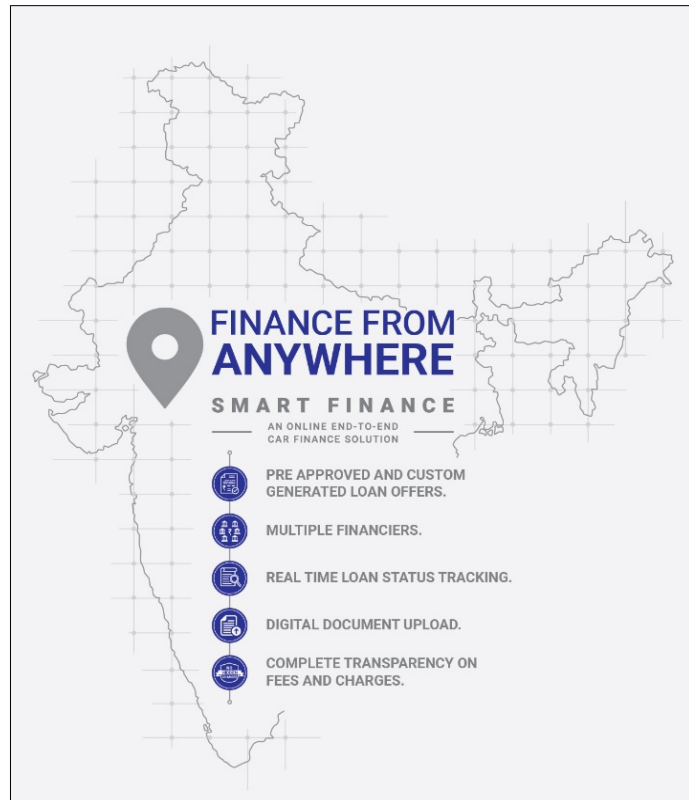 FINANCE FROM
ANYWHERE
SMART FINANCE
AN ONLINE END-TO-END
CAR FINANCE SOLUTION
PRE APPROVED AND CUSTOM
GENERATED LOAN OFFERS.
MULTIPLE FINANCIERS.
REAL TIME LOAN STATUS TRACKING.
DIGITAL DOCUMENT UPLOAD.
COMPLETE TRANSPARENCY ON
FEES AND CHARGES.